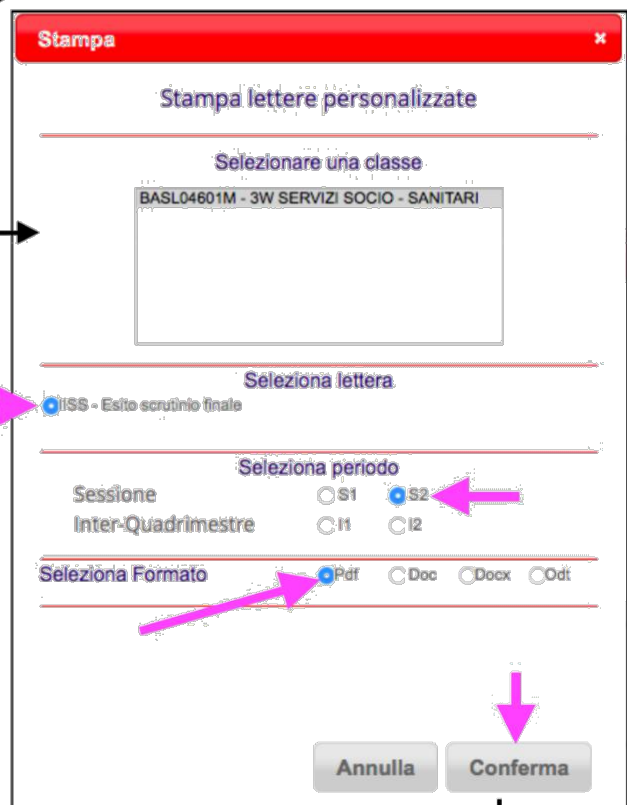 Stampa ×
Stampa lettere personalizzate
Selezionare una classe
BASL04601M - 3W SERVIZI SOCIO - SANITARI
Seleziona lettera
IISS - Esito scrutinio finale
Seleziona periodo
Sessione S1 S2
Inter-Quadrimestre I1 I2
Seleziona Formato Pdf Doc Docx Odt
Annulla Conferma